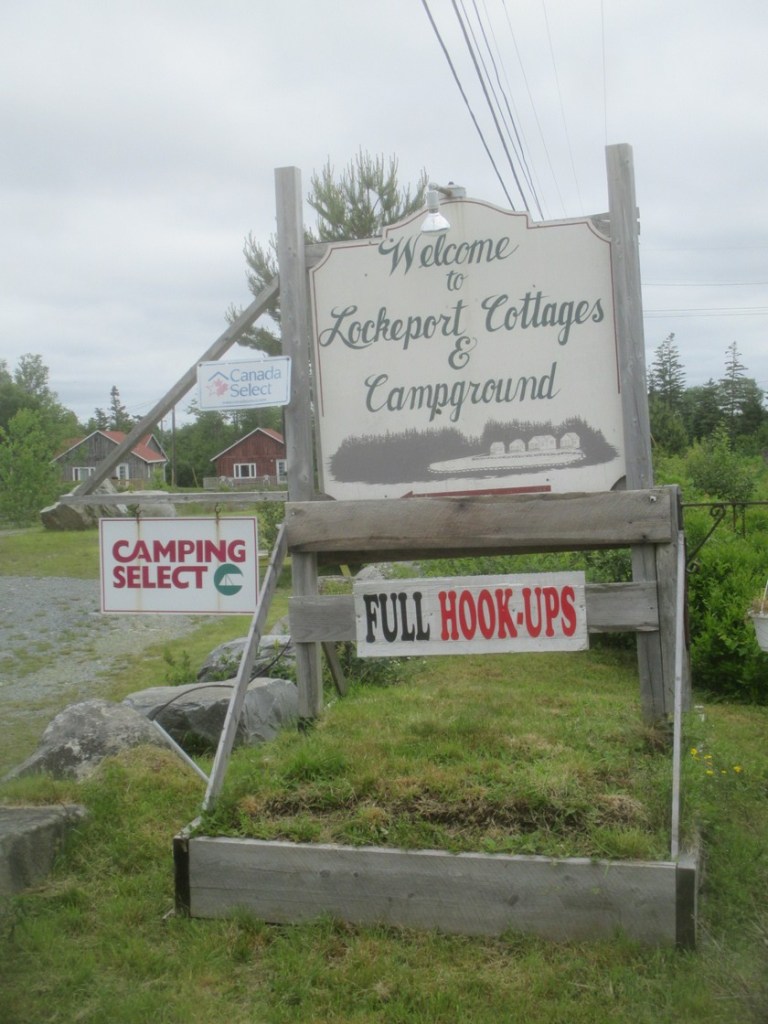 Welcome
to
Lockeport Cottages
&
Campground
Canada
Select
CAMPING
SELECT
FULL HOOK-UPS